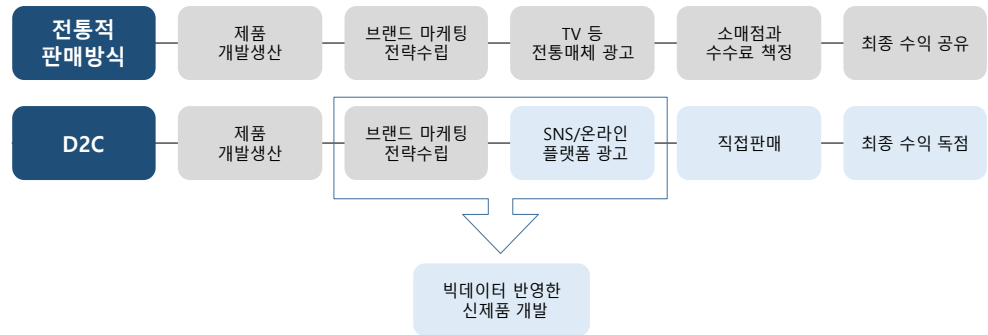 전통적
판매방식
제품
개발생산
브랜드 마케팅
전략수립
TV 등
전통매체 광고
소매점과
수수료 책정
최종 수익 공유
D2C
제품
개발생산
브랜드 마케팅
전략수립
SNS/온라인
플랫폼 광고
직접판매
최종 수익 독점
빅데이터 반영한
신제품 개발